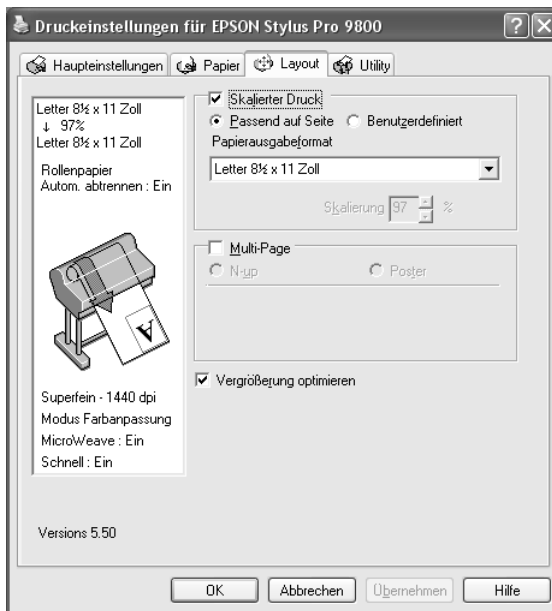 Druckeinstellungen für EPSON Stylus Pro 9800
Haupteinstellungen Papier Layout Utility
Letter 8½ x 11 Zoll
↓ 97%
Letter 8½ x 11 Zoll
Rollenpapier
Autom. abtrennen : Ein
A
Superfein - 1440 dpi
Modus Farbanpassung
MicroWeave : Ein
Schnell : Ein
Versions 5.50
Skalierter Druck
Passend auf Seite Benutzerdefiniert
Papierausgabeformat
Letter 8½ x 11 Zoll
Skalierung 97 %
Multi-Page
N-up Poster
Vergrößerung optimieren
OK Abbrechen Übernehmen Hilfe